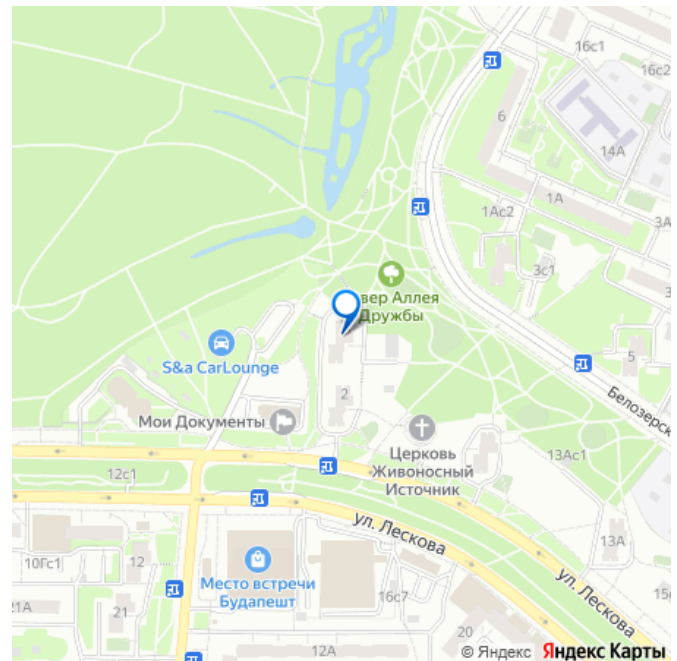 16с1
16с2
6
14А
1А
1Ас2
3А
3с1
вер Аллея
Дружбы
S&a CarLounge
5
2
Белозерск
Мои Документы
Церковь
Живоносный
Источник
13Ас1
12с1
ул. Лескова
10Гс1
12
13А
ул. Лескова
Место встречи
Будапешт
16с7
21А
21
15
20
12А
© Яндекс Яндекс Карты